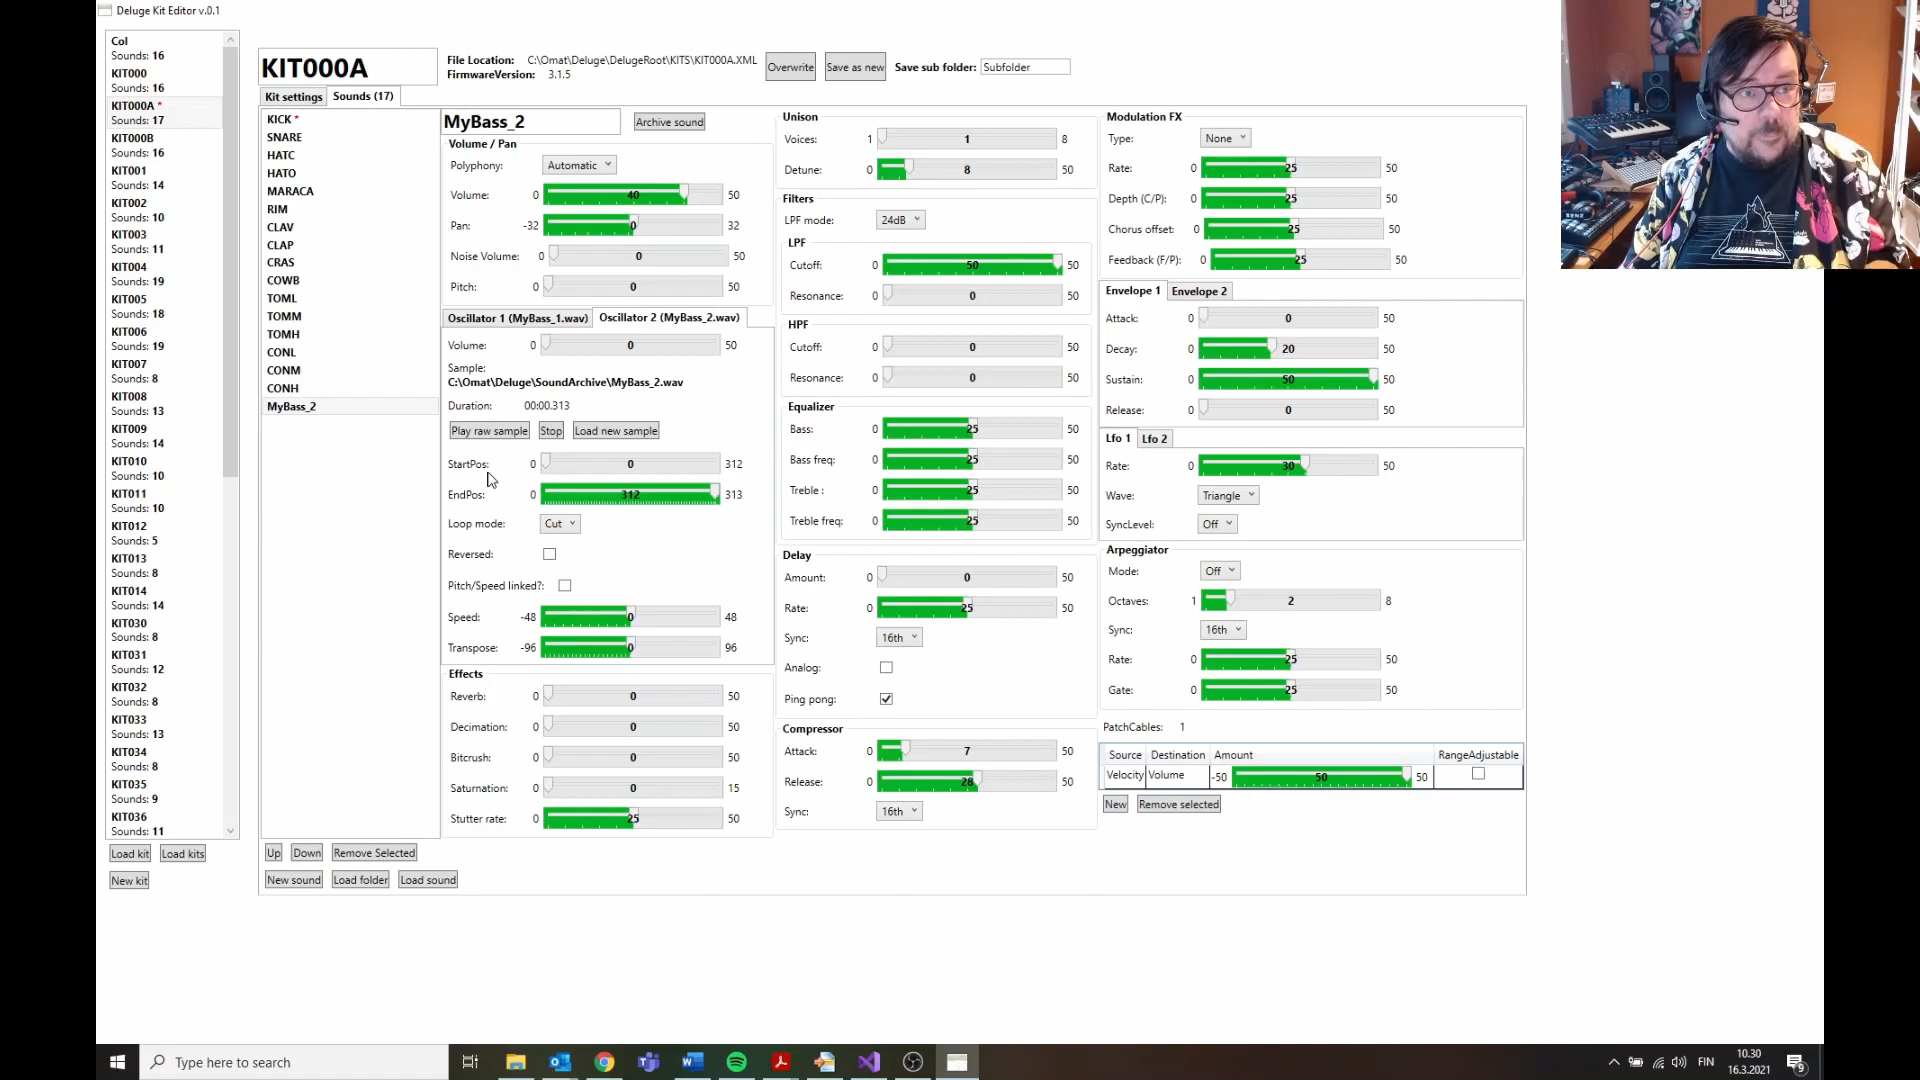 Deluge Kit Editor v.0.1
Col
Sounds: 16
KIT000
Sounds: 16
KIT000A *
Sounds: 17
KIT000B
Sounds: 16
KIT001
Sounds: 14
KIT002
Sounds: 10
KIT003
Sounds: 11
KIT004
Sounds: 19
KIT005
Sounds: 18
KIT006
Sounds: 19
KIT007
Sounds: 8
KIT008
Sounds: 13
KIT009
Sounds: 14
KIT010
Sounds: 10
KIT011
Sounds: 10
KIT012
Sounds: 5
KIT013
Sounds: 8
KIT014
Sounds: 14
KIT030
Sounds: 8
KIT031
Sounds: 12
KIT032
Sounds: 8
KIT033
Sounds: 13
KIT034
Sounds: 8
KIT035
Sounds: 9
KIT036
Sounds: 11
Load kit Load kits
New kit
KIT000A
File Location: C:\Omat\Deluge\DelugeRoot\KITS\KIT000A.XML
FirmwareVersion: 3.1.5
Overwrite Save as new Save sub folder: Subfolder
Kit settings Sounds (17)
KICK *
SNARE
HATC
HATO
MARACA
RIM
CLAV
CLAP
CRAS
COWB
TOML
TOMM
TOMH
CONL
CONM
CONH
MyBass_2
Up Down Remove Selected
New sound Load folder Load sound
MyBass_2 Archive sound
Volume / Pan
Polyphony: Automatic
Volume: 0 40 50
Pan: -32 0 32
Noise Volume: 0 0 50
Pitch: 0 0 50
Oscillator 1 (MyBass_1.wav) Oscillator 2 (MyBass_2.wav)
Volume: 0 0 50
Sample:
C:\Omat\Deluge\SoundArchive\MyBass_2.wav
Duration: 00:00.313
Play raw sample Stop Load new sample
StartPos: 0 0 312
EndPos: 0 312 313
Loop mode: Cut
Reversed:
Pitch/Speed linked?:
Speed: -48 0 48
Transpose: -96 0 96
Effects
Reverb: 0 0 50
Decimation: 0 0 50
Bitcrush: 0 0 50
Saturnation: 0 0 15
Stutter rate: 0 25 50
Unison
Voices: 1 1 8
Detune: 0 8 50
Filters
LPF mode: 24dB
LPF
Cutoff: 0 50 50
Resonance: 0 0 50
HPF
Cutoff: 0 0 50
Resonance: 0 0 50
Equalizer
Bass: 0 25 50
Bass freq: 0 25 50
Treble : 0 25 50
Treble freq: 0 25 50
Delay
Amount: 0 0 50
Rate: 0 25 50
Sync: 16th
Analog:
Ping pong:
Compressor
Attack: 0 7 50
Release: 0 28 50
Sync: 16th
Modulation FX
Type: None
Rate: 0 25 50
Depth (C/P): 0 25 50
Chorus offset: 0 25 50
Feedback (F/P): 0 25 50
Envelope 1 Envelope 2
Attack: 0 0 50
Decay: 0 20 50
Sustain: 0 50 50
Release: 0 0 50
Lfo 1 Lfo 2
Rate: 0 30 50
Wave: Triangle
SyncLevel: Off
Arpeggiator
Mode: Off
Octaves: 1 2 8
Sync: 16th
Rate: 0 25 50
Gate: 0 25 50
PatchCables: 1
Source Destination Amount RangeAdjustable
Velocity Volume -50 50 50
New Remove selected
Type here to search
FIN
10.30
16.3.2021
9